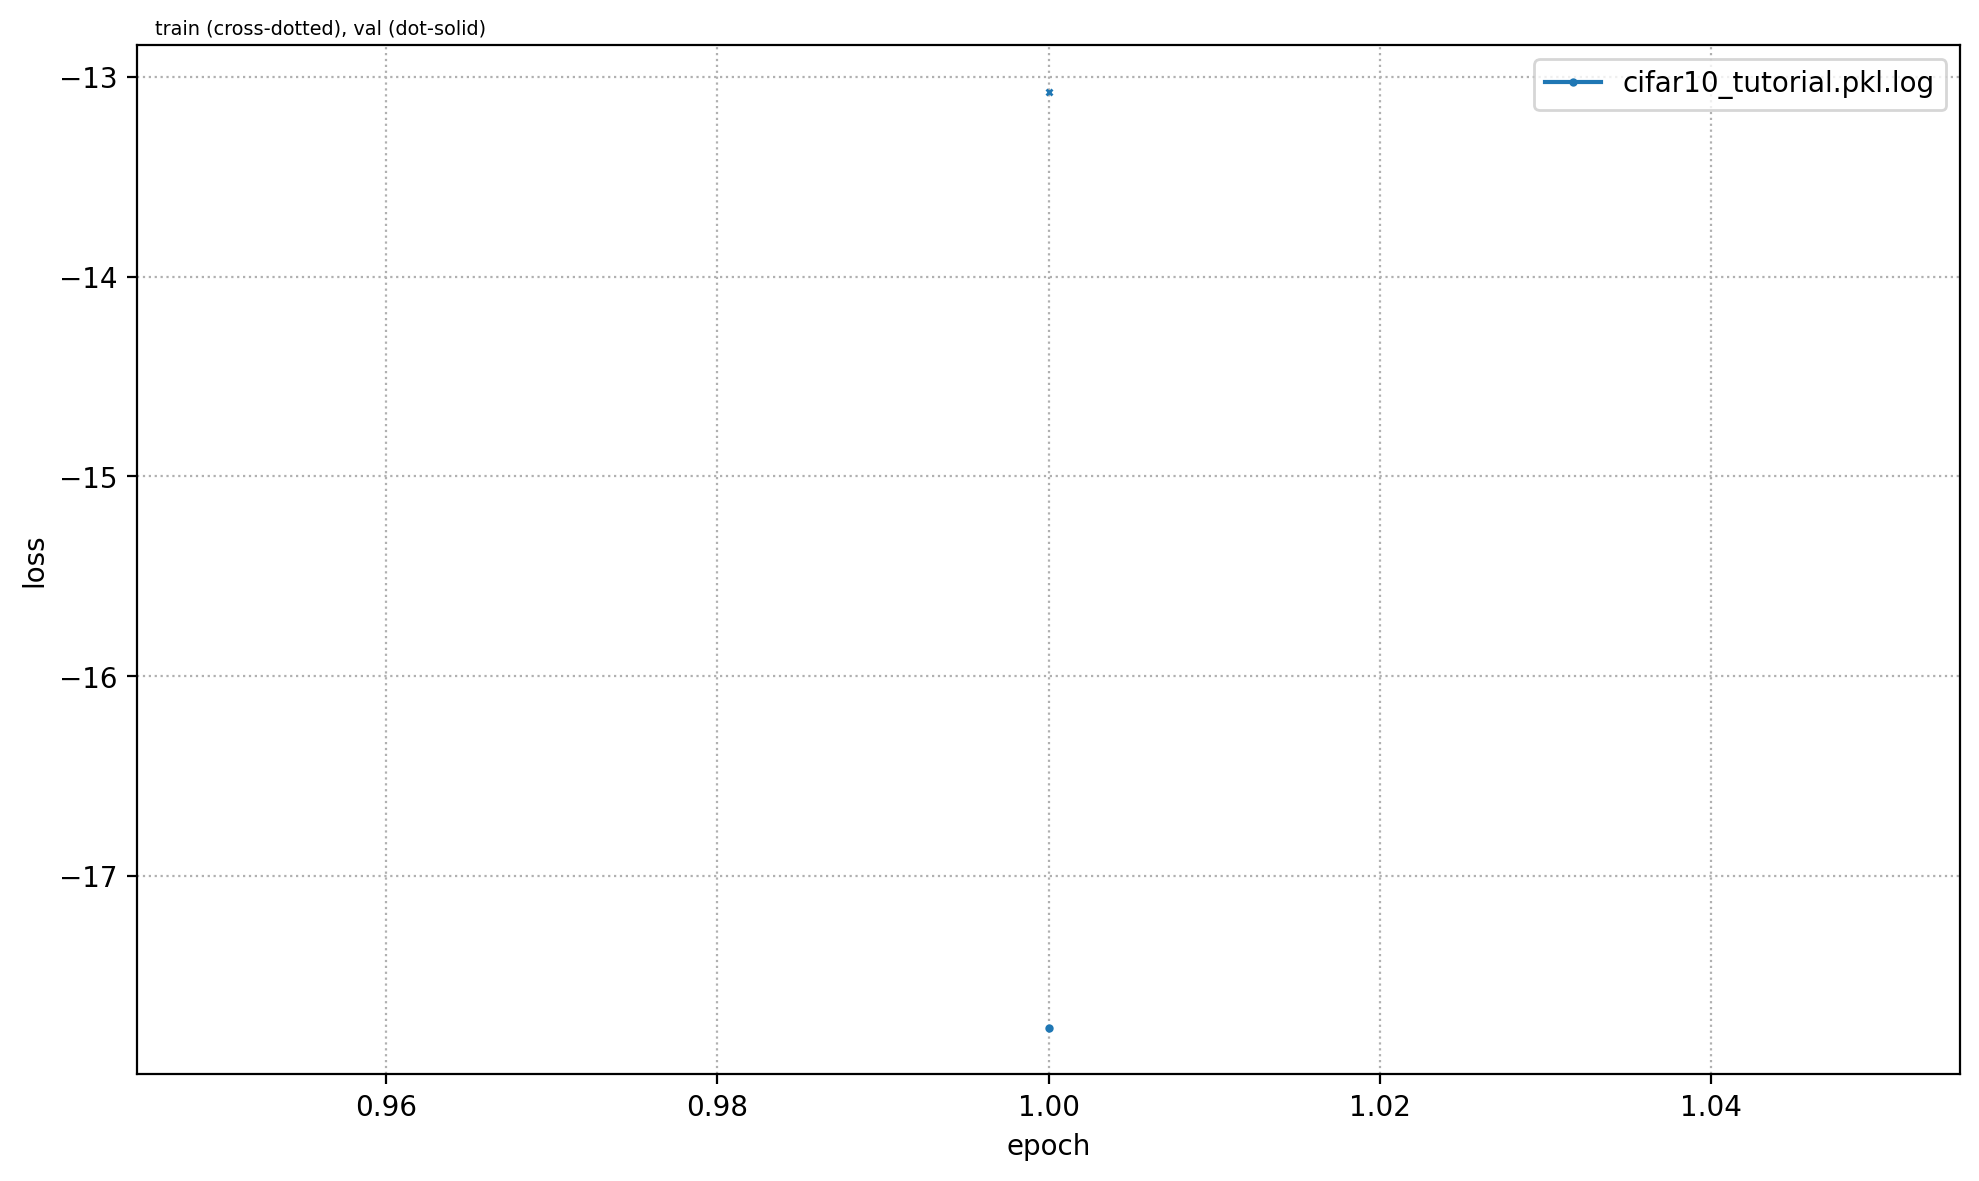 train (cross-dotted), val (dot-solid)
cifar10_tutorial.pkl.log
−13
−14
−15
−16
−17
loss
0.96
0.98
1.00
1.02
1.04
epoch